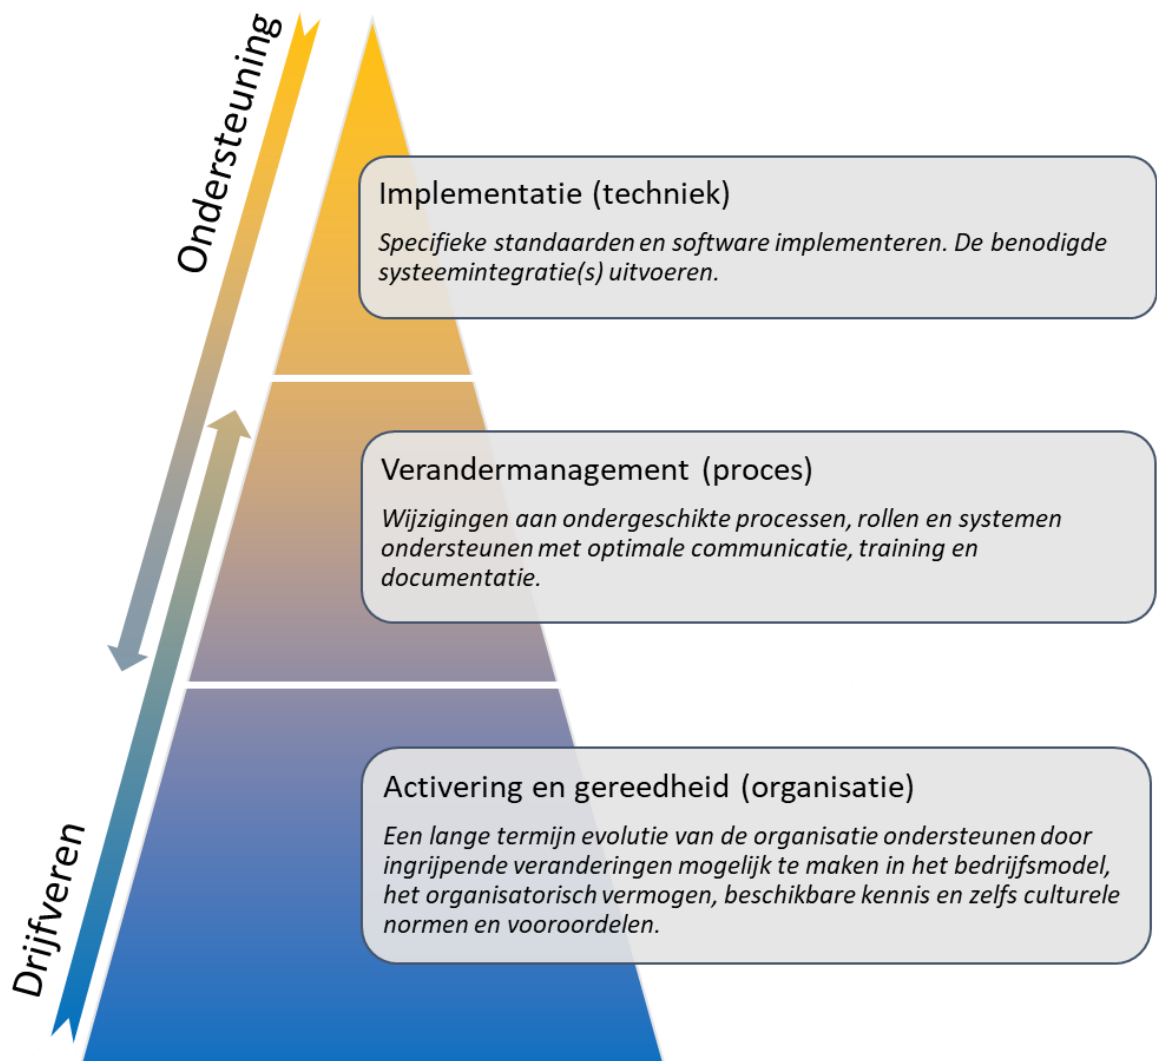 Ondersteuning
Implementatie (techniek)
Specifieke standaarden en software implementeren. De benodigde
systeemintegratie(s) uitvoeren.
Verandermanagement (proces)
Wijzigingen aan ondergeschikte processen, rollen en systemen
ondersteunen met optimale communicatie, training en
documentatie.
Drijfveren
Activering en gereedheid (organisatie)
Een lange termijn evolutie van de organisatie ondersteunen door
ingrijpende veranderingen mogelijk te maken in het bedrijfsmodel,
het organisatorisch vermogen, beschikbare kennis en zelfs culturele
normen en vooroordelen.